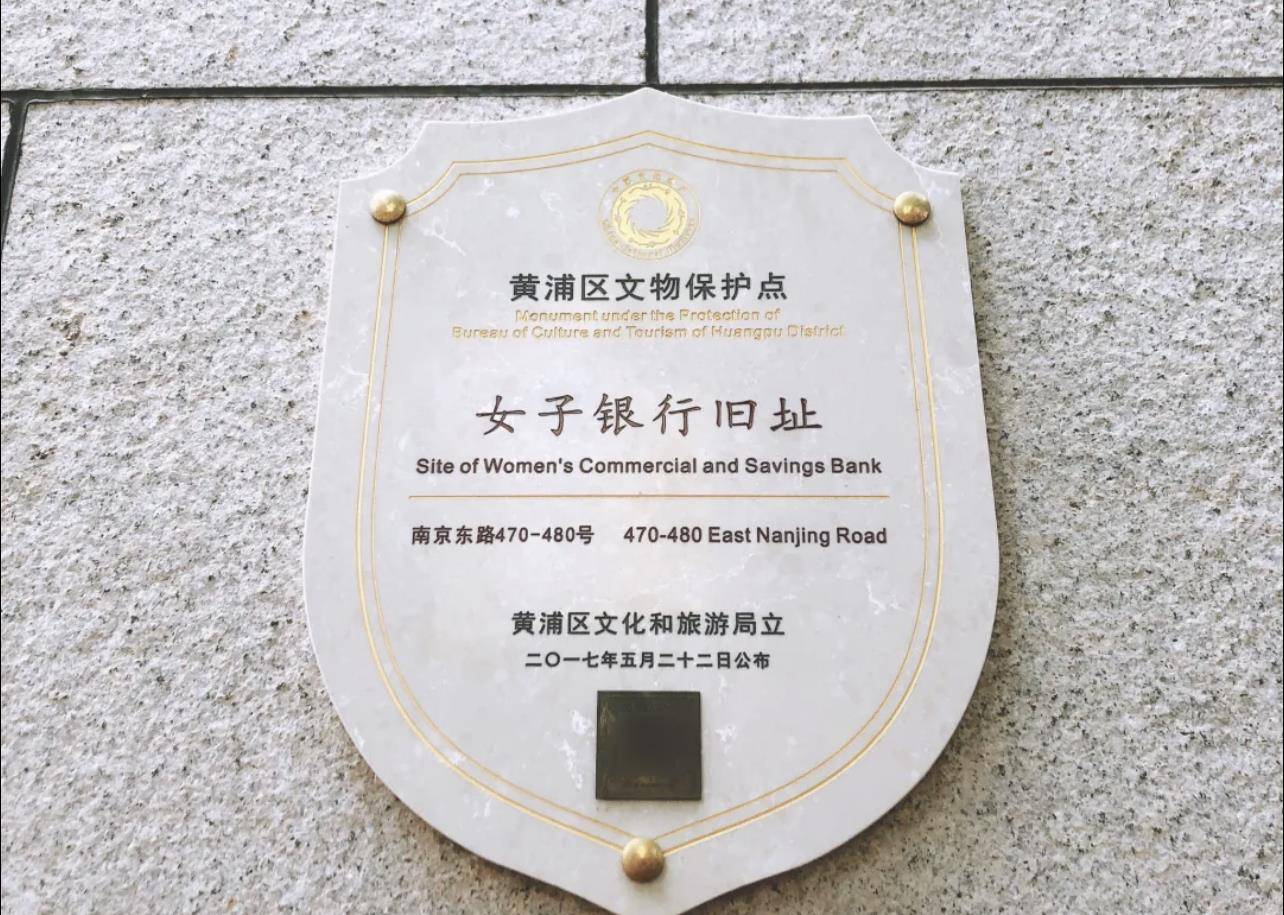 黄浦区文物保护点
Monument under the Protection of
Bureau of Culture and Tourism of Huangpu District
女子银行旧址
Site of Women's Commercial and Savings Bank
南京东路470-480号 470-480 East Nanjing Road
黄浦区文化和旅游局立
二〇一七年五月二十二日公布